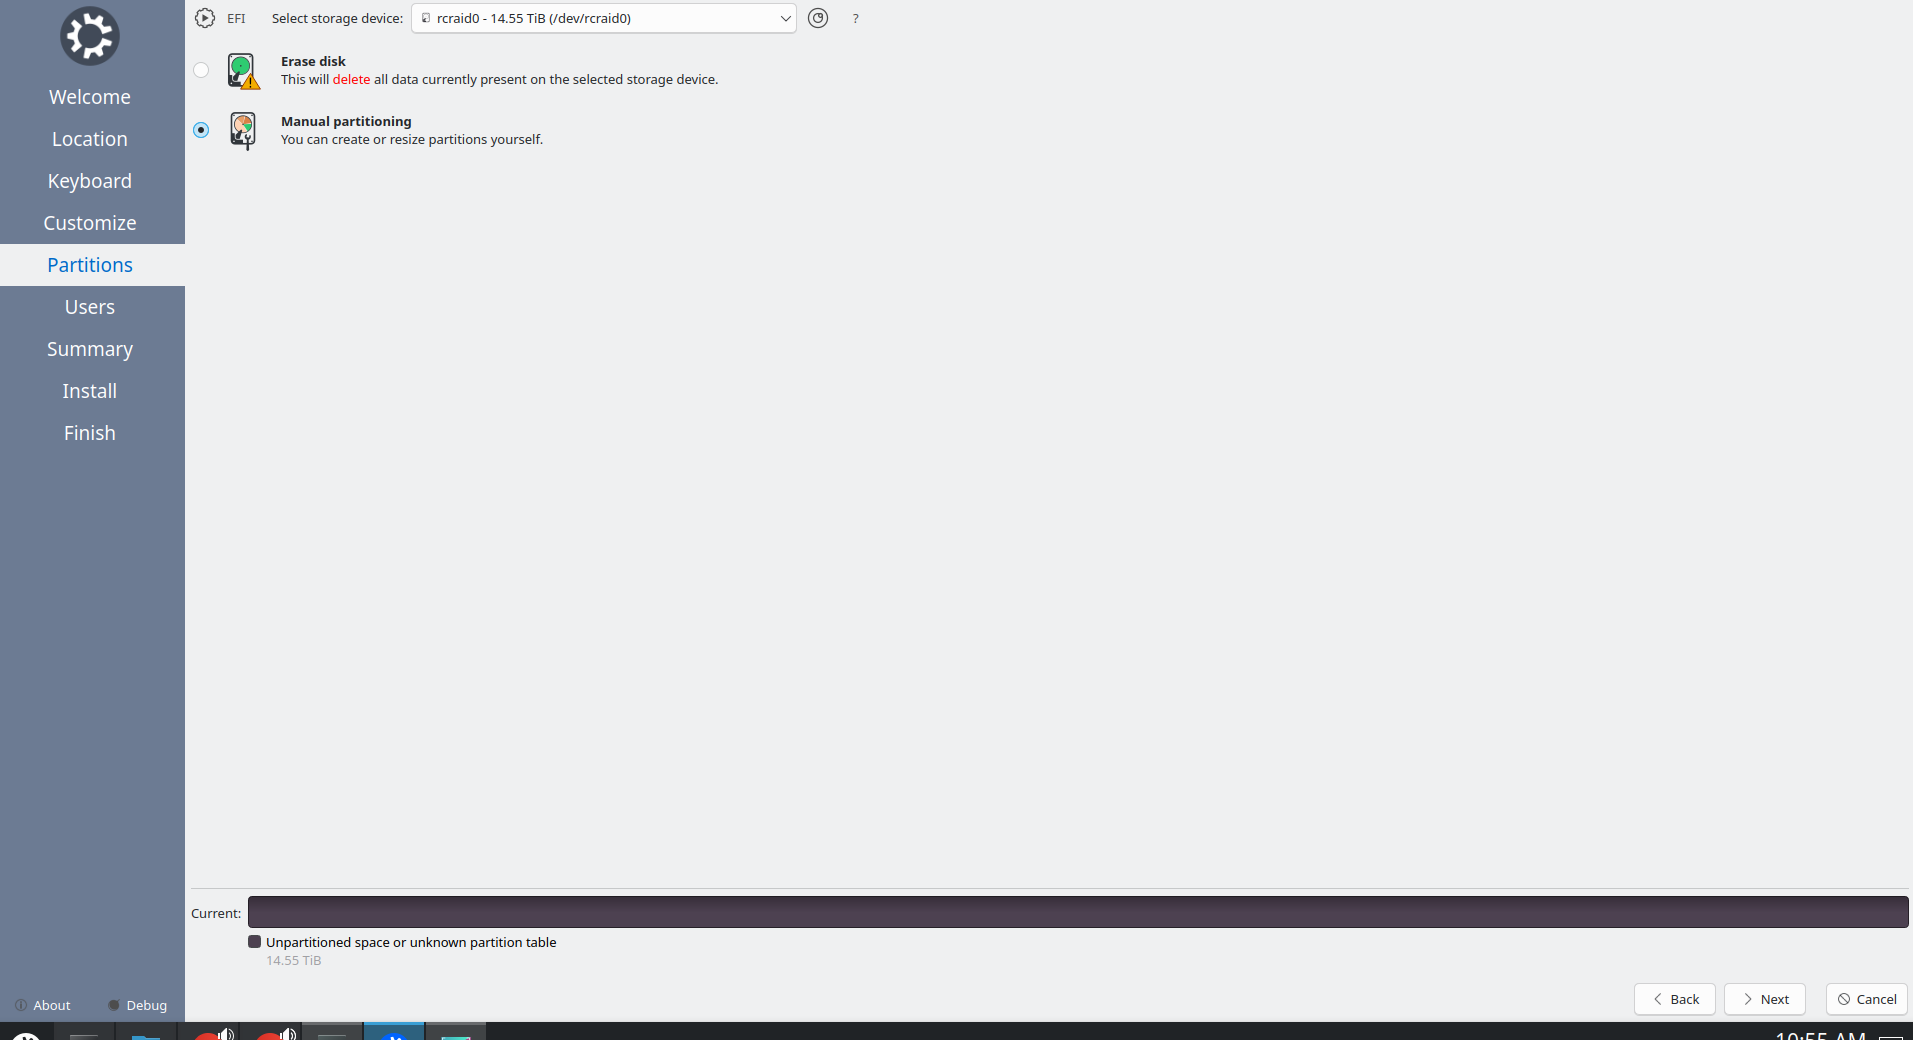 Welcome
Location
Keyboard
Customize
Partitions
Users
Summary
Install
Finish
About
Debug
EFI
Select storage device:
rcraid0 - 14.55 TiB (/dev/rcraid0)
?
Erase disk
This will delete all data currently present on the selected storage device.
Manual partitioning
You can create or resize partitions yourself.
Current:
Unpartitioned space or unknown partition table
14.55 TiB
Back
Next
Cancel
10:55 AM